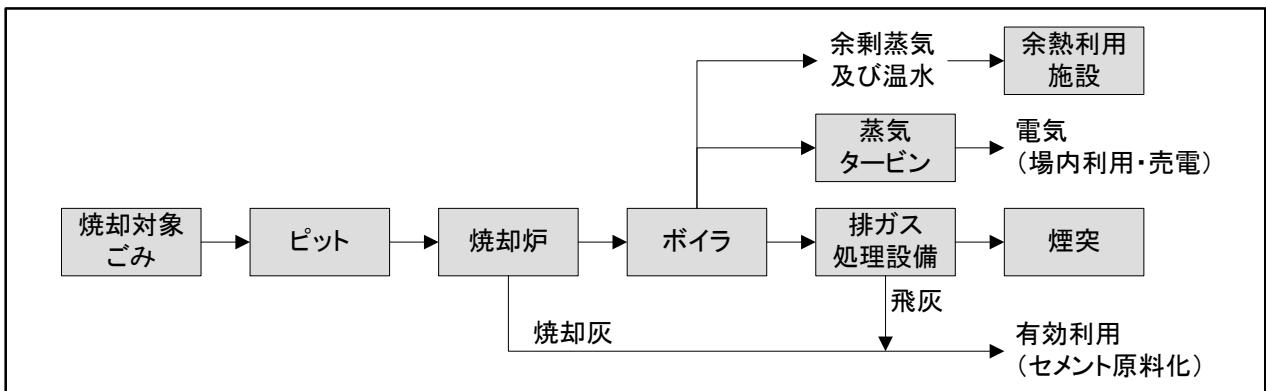 余剰蒸気
及び温水
余熱利用
施設
蒸気
タービン
電気
（場内利用・売電）
焼却対象
ごみ
ピット
焼却炉
ボイラ
排ガス
処理設備
煙突
飛灰
焼却灰
有効利用
（セメント原料化）